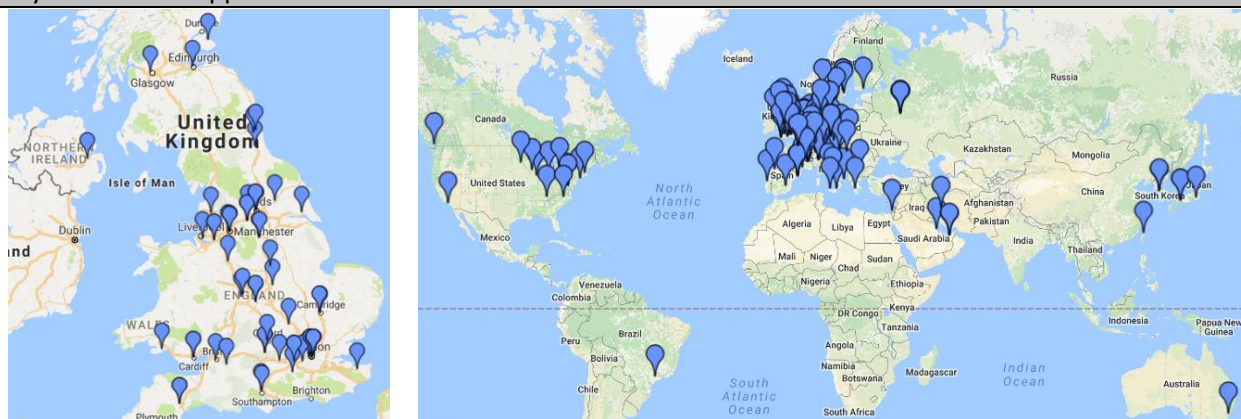 Edinburgh
Glasgow
United
Kingdom
NORTHERN
IRELAND
Isle of Man
Dublin
Manchester
ENGLAND
Cambridge
WALES
Cardiff
Brighton
Southampton
Plymouth
Iceland
Finland
Russia
Canada
Ukraine
Kazakhstan
Mongolia
United States
North
Atlantic
Ocean
China
South Korea
Japan
Iraq
Afghanistan
Pakistan
Algeria
Libya
Egypt
Saudi Arabia
India
Mexico
Mali
Niger
Sudan
Chad
Thailand
Nigeria
Ethiopia
Venezuela
Colombia
Kenya
DR Congo
Indonesia
Papua New
Guinea
Tanzania
Brazil
Peru
Angola
Bolivia
Namibia
Botswana
Madagascar
Indian
Ocean
Australia
Chile
South
Atlantic
Ocean
South Africa